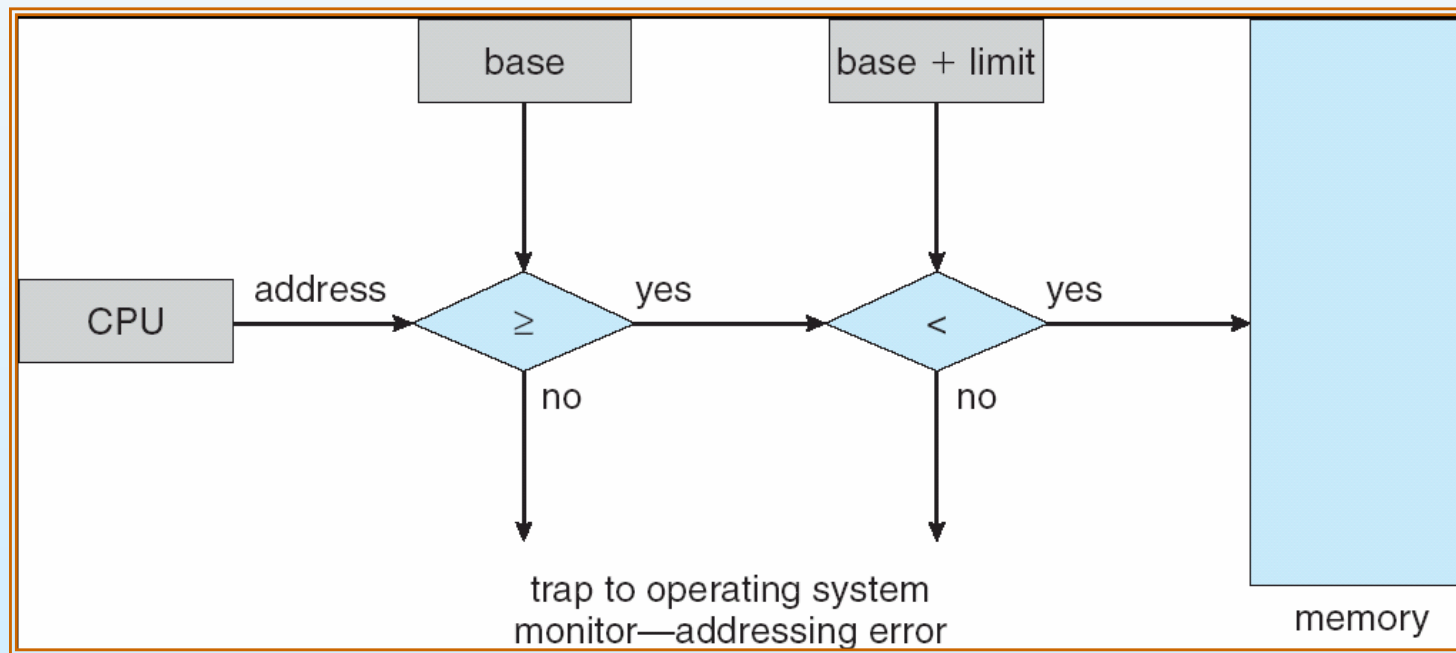 base
base + limit
CPU
address
≥
yes
<
yes
no
no
trap to operating system
monitor—addressing error
memory